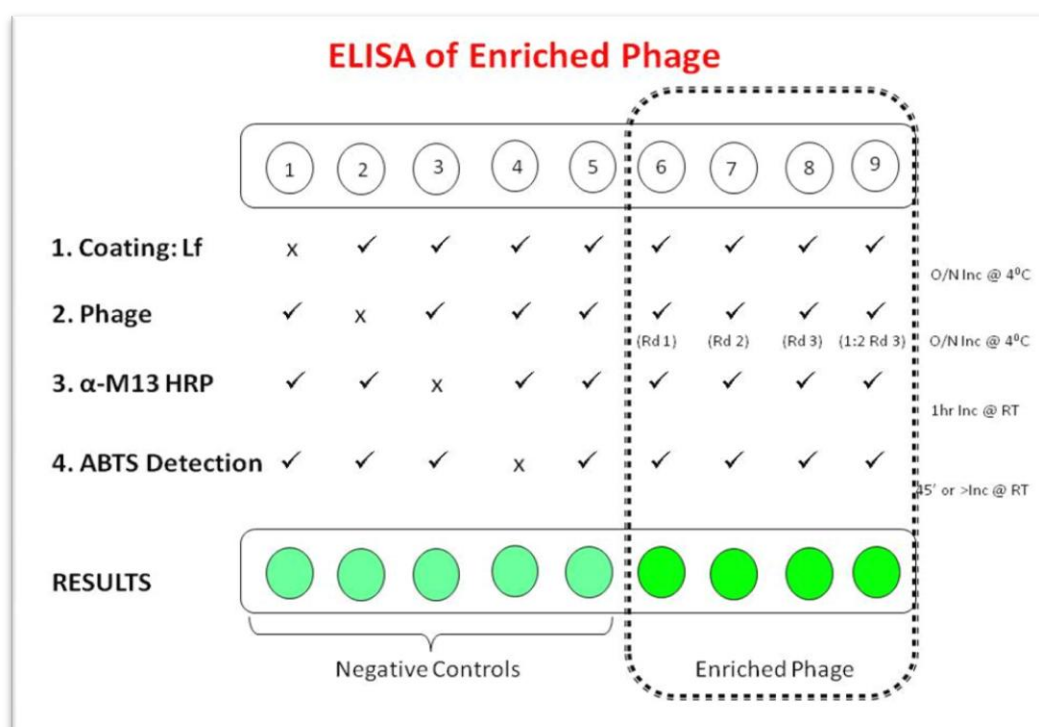 ELISA of Enriched Phage
1 2 3 4 5 6 7 8 9
1. Coating: Lf x ✓ ✓ ✓ ✓ ✓ ✓ ✓ ✓
O/N Inc @ 4⁰C
2. Phage ✓ x ✓ ✓ ✓ ✓ ✓ ✓ ✓
(Rd 1) (Rd 2) (Rd 3) (1:2 Rd 3) O/N Inc @ 4⁰C
3. α-M13 HRP ✓ ✓ x ✓ ✓ ✓ ✓ ✓ ✓
1hr Inc @ RT
4. ABTS Detection ✓ ✓ ✓ x ✓ ✓ ✓ ✓ ✓
45' or >Inc @ RT
RESULTS
Negative Controls Enriched Phage